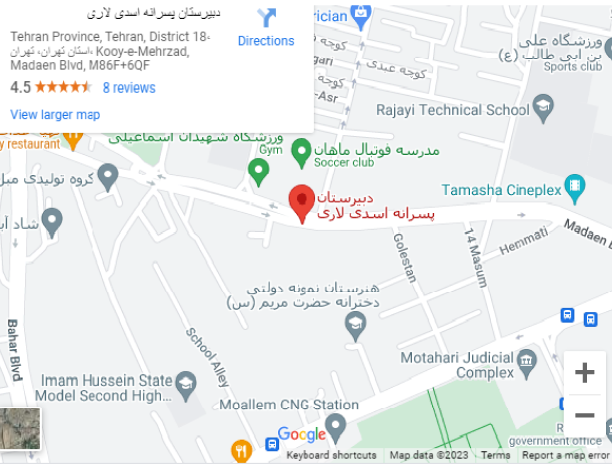 دبیرستان پسرانه اسدی لاری
Tehran Province, Tehran, District 18،
استان تهران، تهران، Kooy-e-Mehrzad,
Madaen Blvd, M86F+6QF
4.5
8 reviews
View larger map
Directions
rician
کوچه
gari
کوچه عبدی
-Asr
ورزشگاه علی
بن ابی طالب (ع)
Sports club
Rajayi Technical School
y restaurant
ورزشگاه شهیدان اسماعیلی
Gym
مدرسه فوتبال ماهان
Soccer club
گروه تولیدی مبل
Tamasha Cineplex
دبیرستان
پسرانه اسدی لاری
شاد آب
Madaen b
Hemmati
Golestan
14 Masum
هنرستان نمونه دولتی
دخترانه حضرت مریم (س)
Bahar Blvd
School Alley
Motahari Judicial
Complex
Imam Hussein State
Model Second High...
Moallem CNG Station
R
government office
Google
Keyboard shortcuts
Map data ©2023
Terms
Report a map error